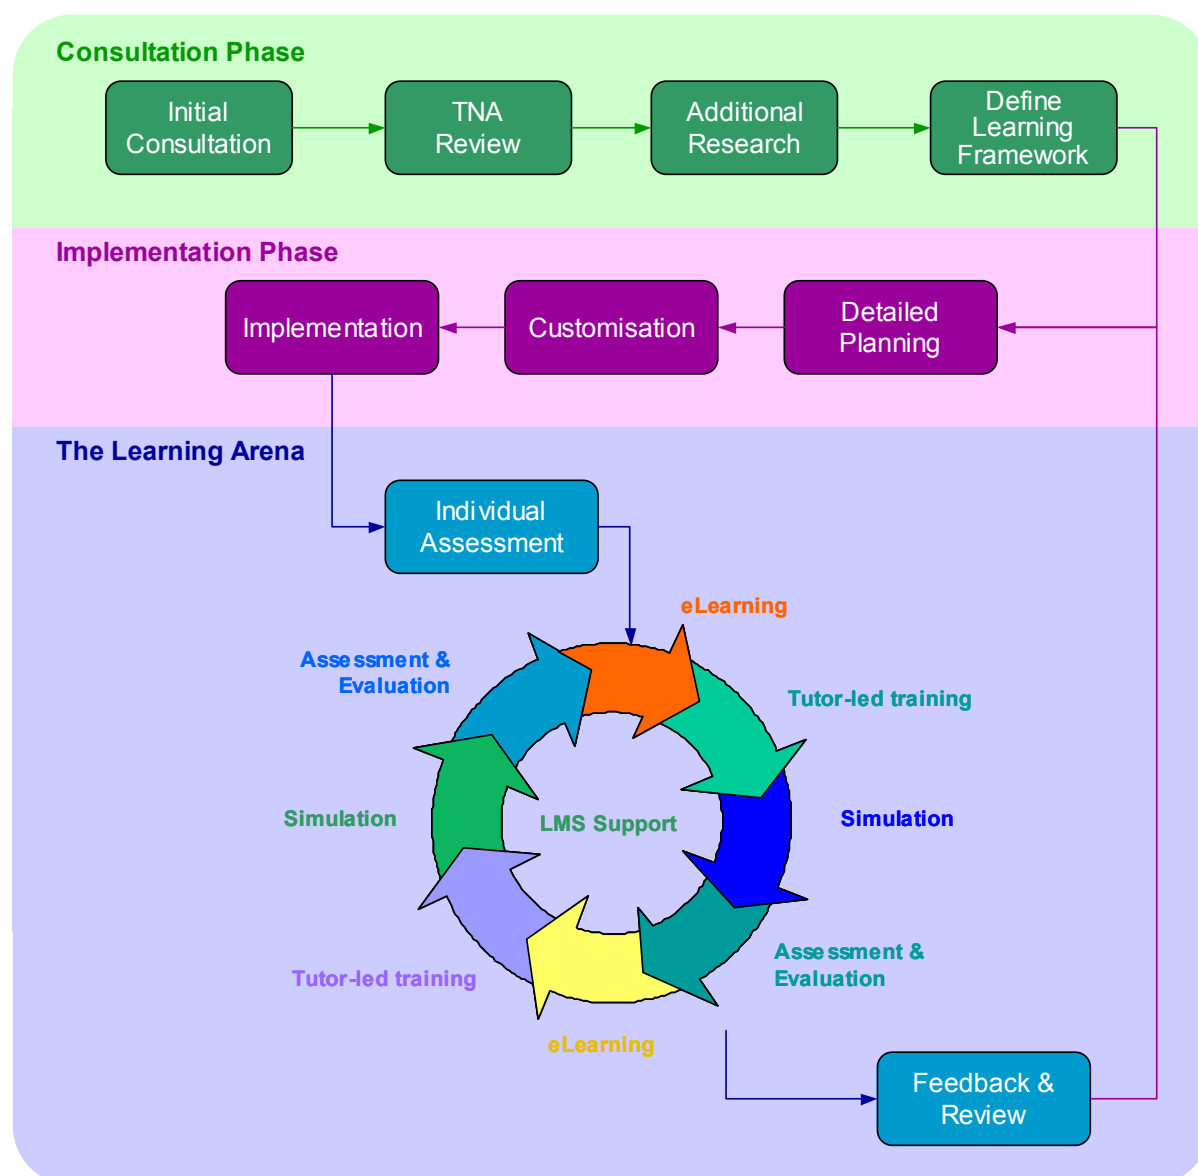 Consultation Phase
Initial
Consultation
TNA
Review
Additional
Research
Define
Learning
Framework
Implementation Phase
Implementation
Customisation
Detailed
Planning
The Learning Arena
Individual
Assessment
eLearning
Assessment &
Evaluation
Tutor-led training
Simulation
LMS Support
Simulation
Assessment &
Evaluation
Tutor-led training
eLearning
Feedback &
Review